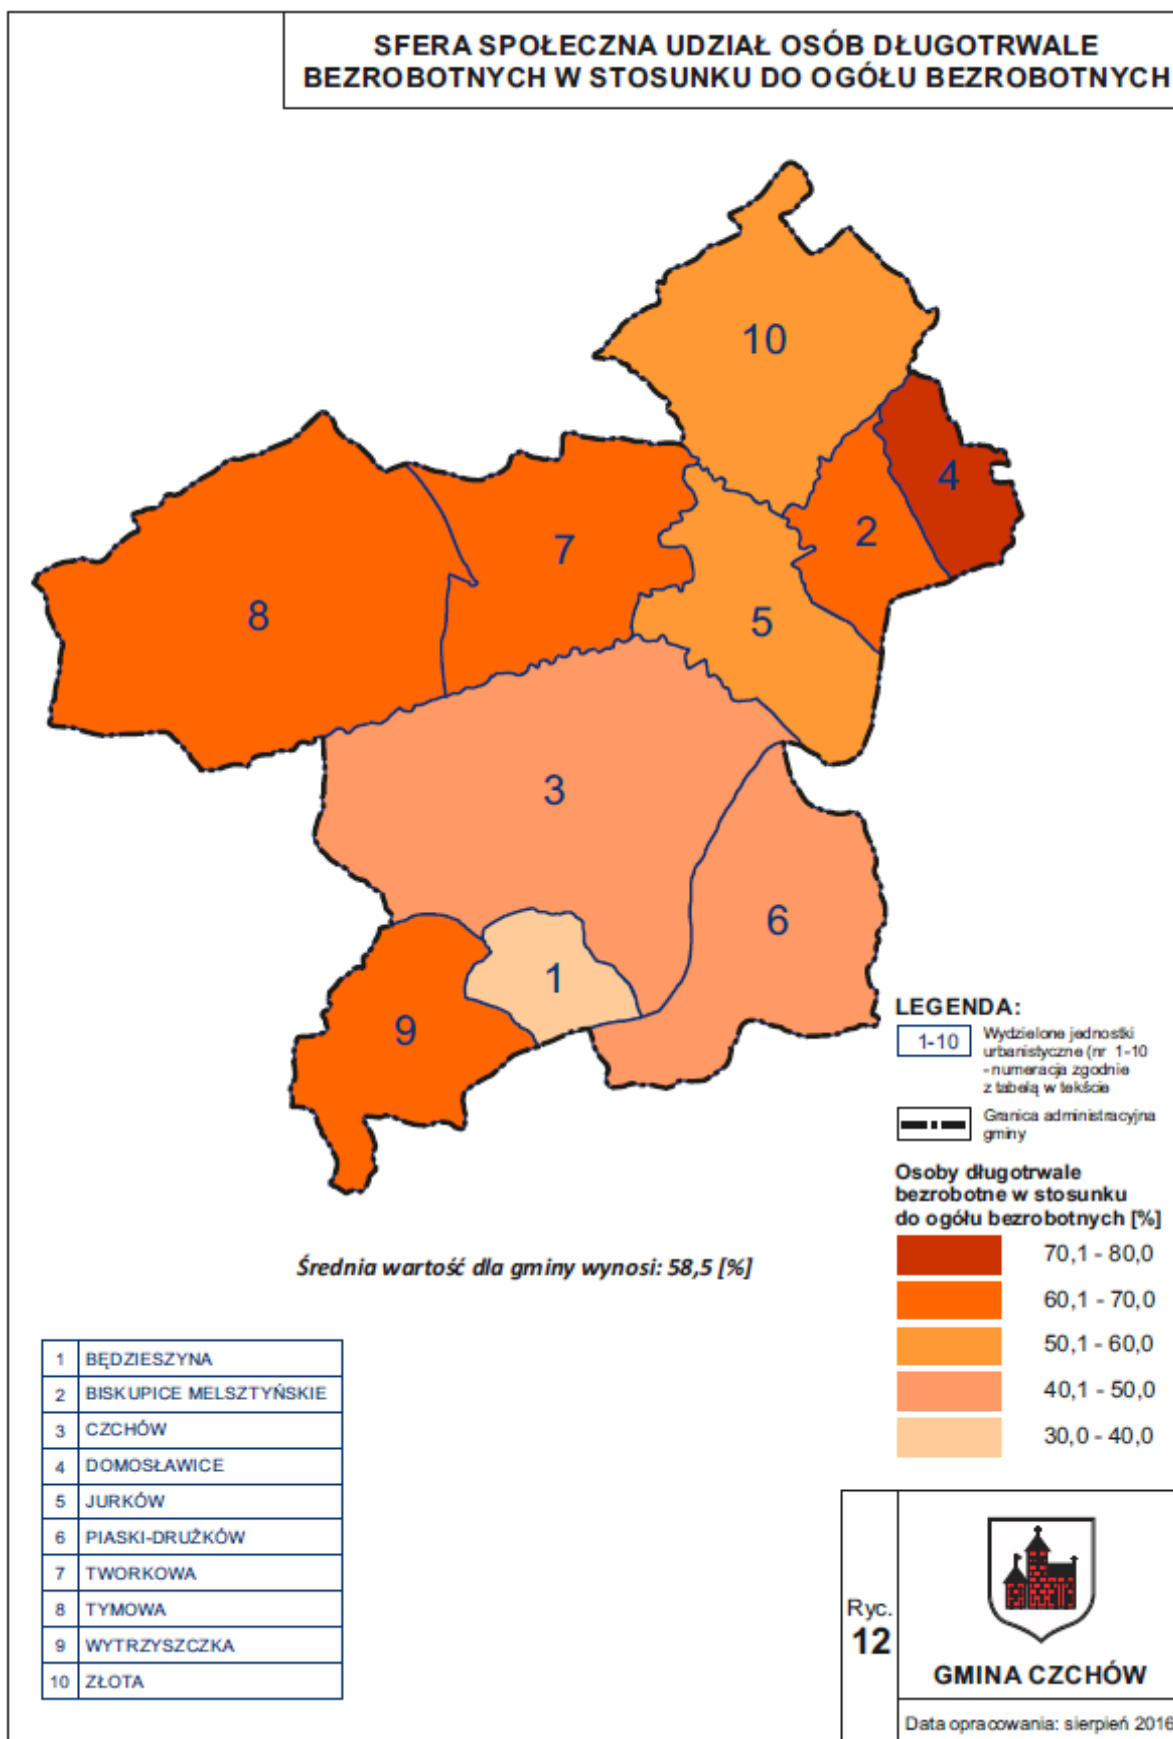 SFERA SPOŁECZNA UDZIAŁ OSÓB DŁUGOTRWALE
BEZROBOTNYCH W STOSUNKU DO OGÓŁU BEZROBOTNYCH
10
4
2
7
8
5
3
6
1
9
LEGENDA:
1-10
Wydzielone jednostki
urbanistyczne (nr 1-10
- numeracja zgodnie
z tabelą w tekście
Granica administracyjna
gminy
Osoby długotrwale
bezrobotne w stosunku
do ogółu bezrobotnych [%]
70,1 - 80,0
60,1 - 70,0
50,1 - 60,0
40,1 - 50,0
30,0 - 40,0
Średnia wartość dla gminy wynosi: 58,5 [%]
1 BĘDZIESZYNA
2 BISKUPICE MELSZTYŃSKIE
3 CZCHÓW
4 DOMOSŁAWICE
5 JURKÓW
6 PIASKI-DRUŻKÓW
7 TWORKOWA
8 TYMOWA
9 WYTRZYSZCZKA
10 ZŁOTA
Ryc.
12
GMINA CZCHÓW
Data opracowania: sierpień 2016